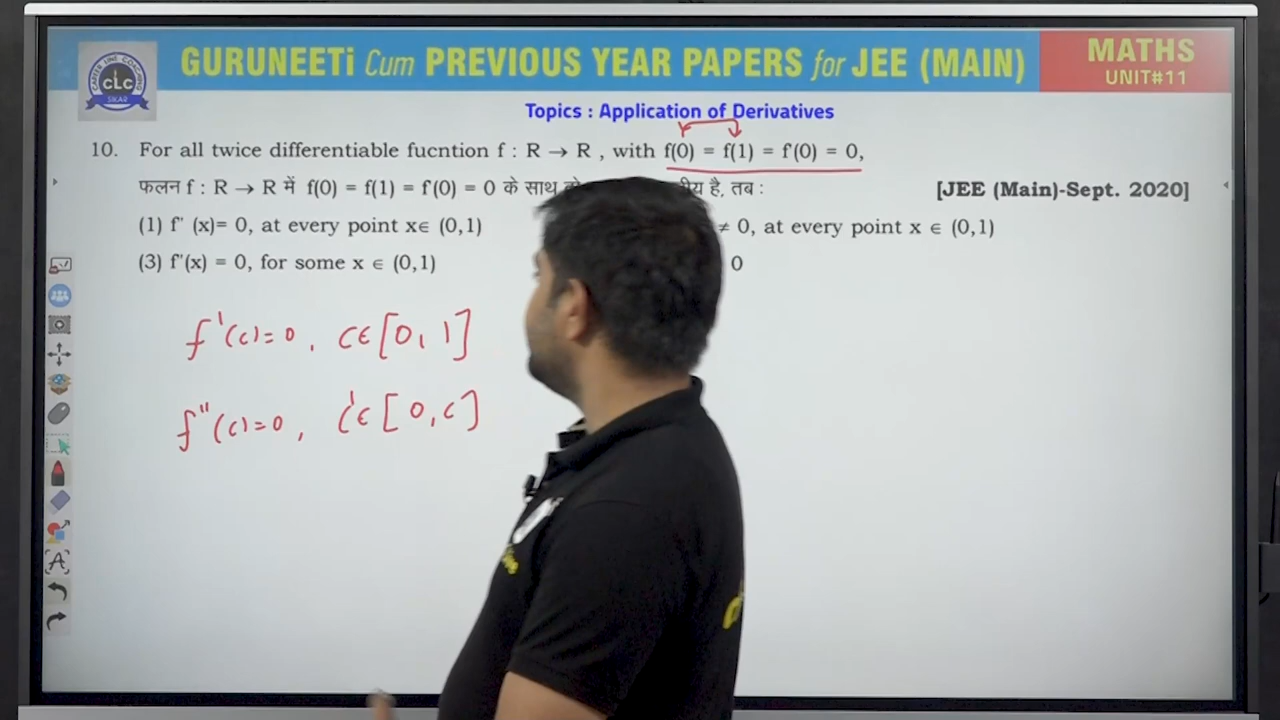 GURUNEETi Cum PREVIOUS YEAR PAPERS for JEE (MAIN)
MATHS
UNIT#11
CLC
SIKAR
Topics : Application of Derivatives
10. For all twice differentiable fucntion f : R → R , with f(0) = f(1) = f'(0) = 0,
फलन f : R → R में f(0) = f(1) = f'(0) = 0 के साथ है, तब :
[JEE (Main)-Sept. 2020]
(1) f" (x)= 0, at every point x∈ (0,1)
≠ 0, at every point x ∈ (0,1)
(3) f"(x) = 0, for some x ∈ (0,1)
0
f'(c)=0, c∈[0, 1]
f''(c)=0, c'∈[0,c]